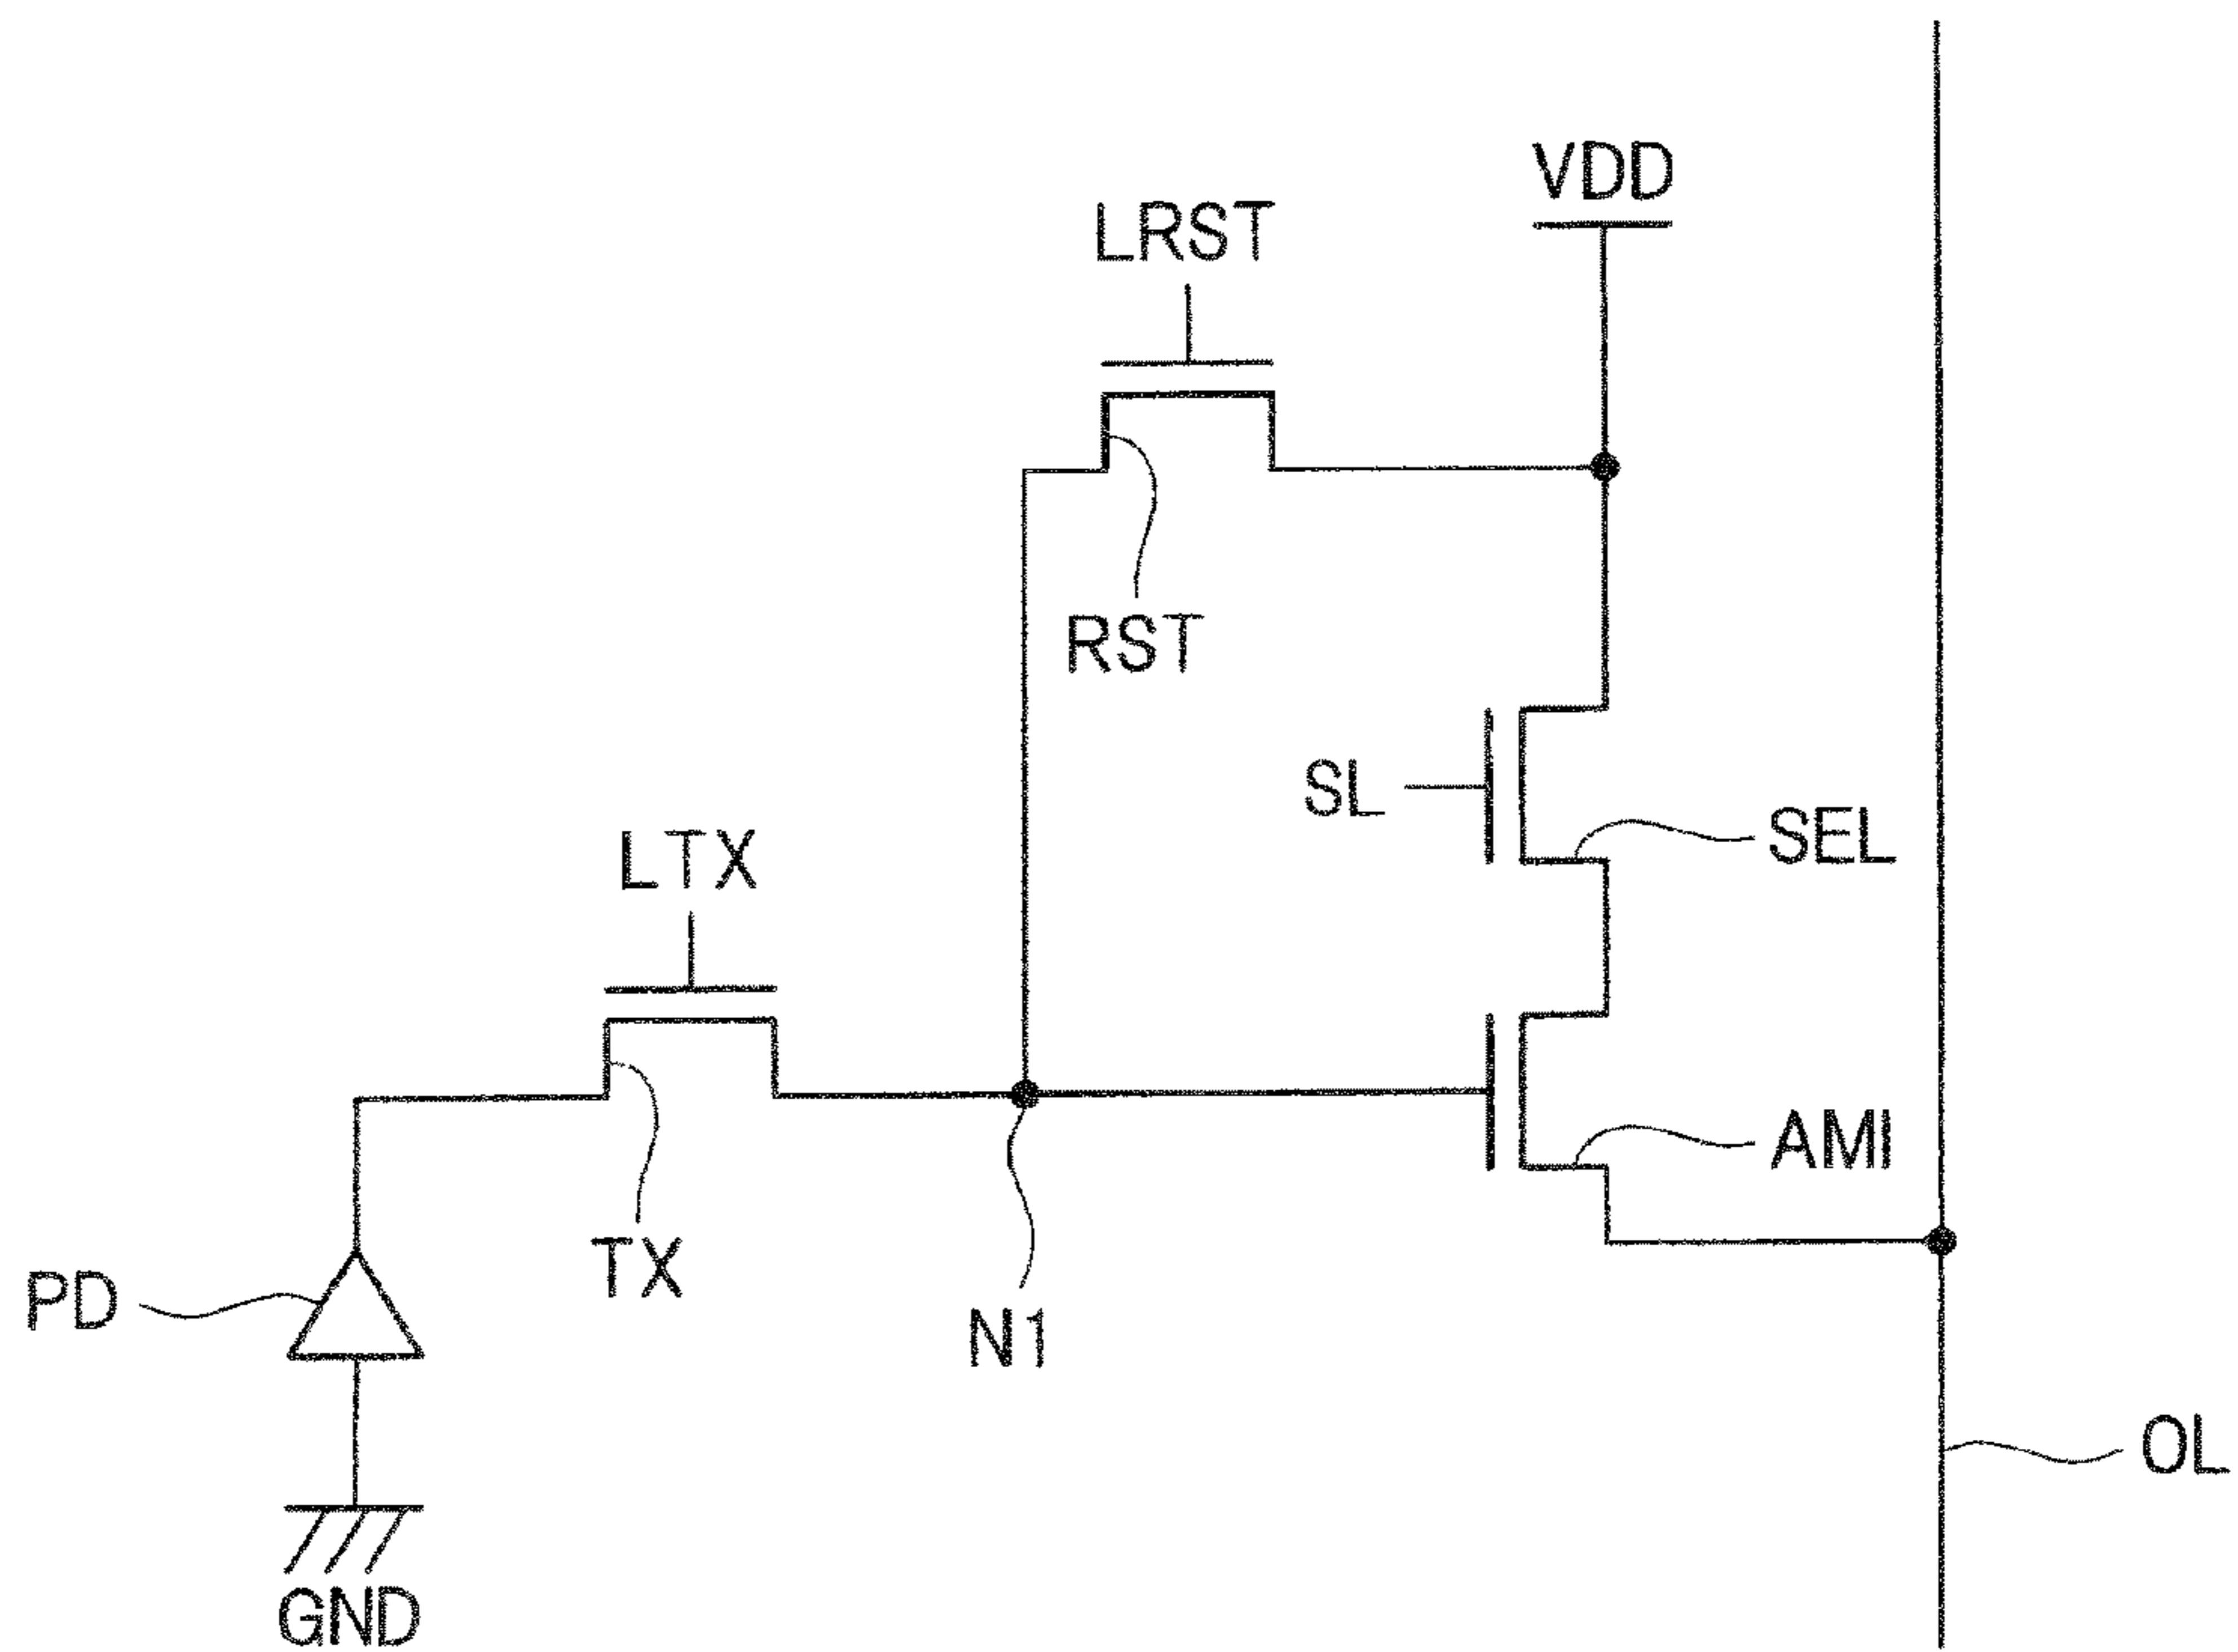 VDD
LRST
RST
SL
SEL
LTX
AMI
TX
PD
N1
OL
GND